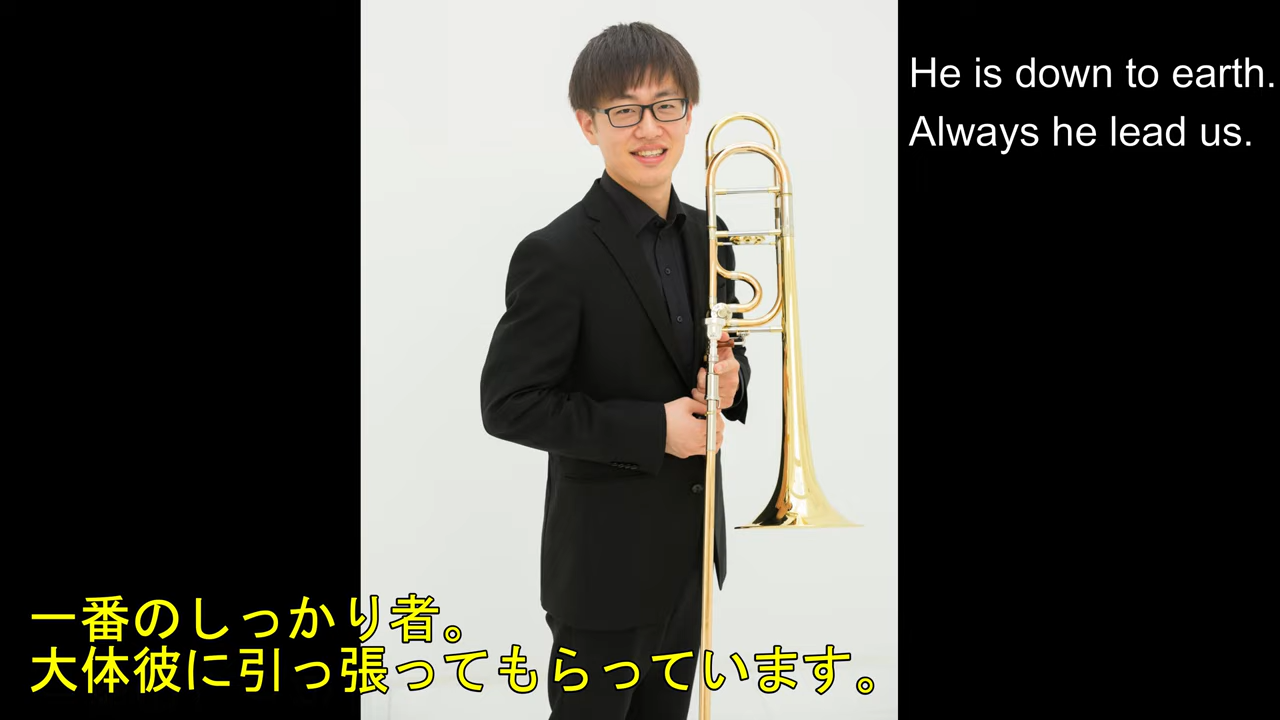 He is down to earth.
Always he lead us.
一番のしっかり者。
大体彼に引っ張ってもらっています。